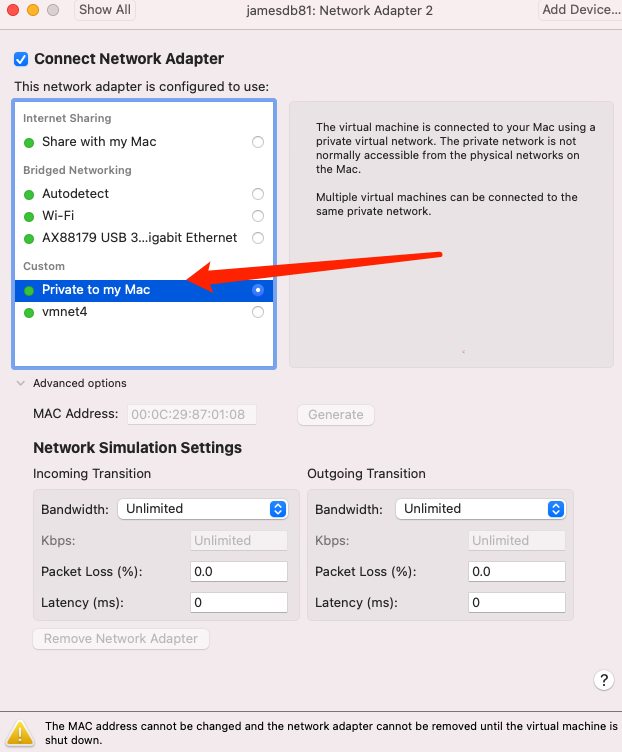 Show All
jamesdb81: Network Adapter 2
Add Device...
Connect Network Adapter
This network adapter is configured to use:
Internet Sharing
Share with my Mac
Bridged Networking
Autodetect
Wi-Fi
AX88179 USB 3...igabit Ethernet
Custom
Private to my Mac
vmnet4
The virtual machine is connected to your Mac using a
private virtual network. The private network is not
normally accessible from the physical networks on
the Mac.
Multiple virtual machines can be connected to the
same private network.
Advanced options
MAC Address: 00:0C:29:87:01:08 Generate
Network Simulation Settings
Incoming Transition
Bandwidth: Unlimited
Kbps: Unlimited
Packet Loss (%): 0.0
Latency (ms): 0
Outgoing Transition
Bandwidth: Unlimited
Kbps: Unlimited
Packet Loss (%): 0.0
Latency (ms): 0
Remove Network Adapter
?
The MAC address cannot be changed and the network adapter cannot be removed until the virtual machine is
shut down.